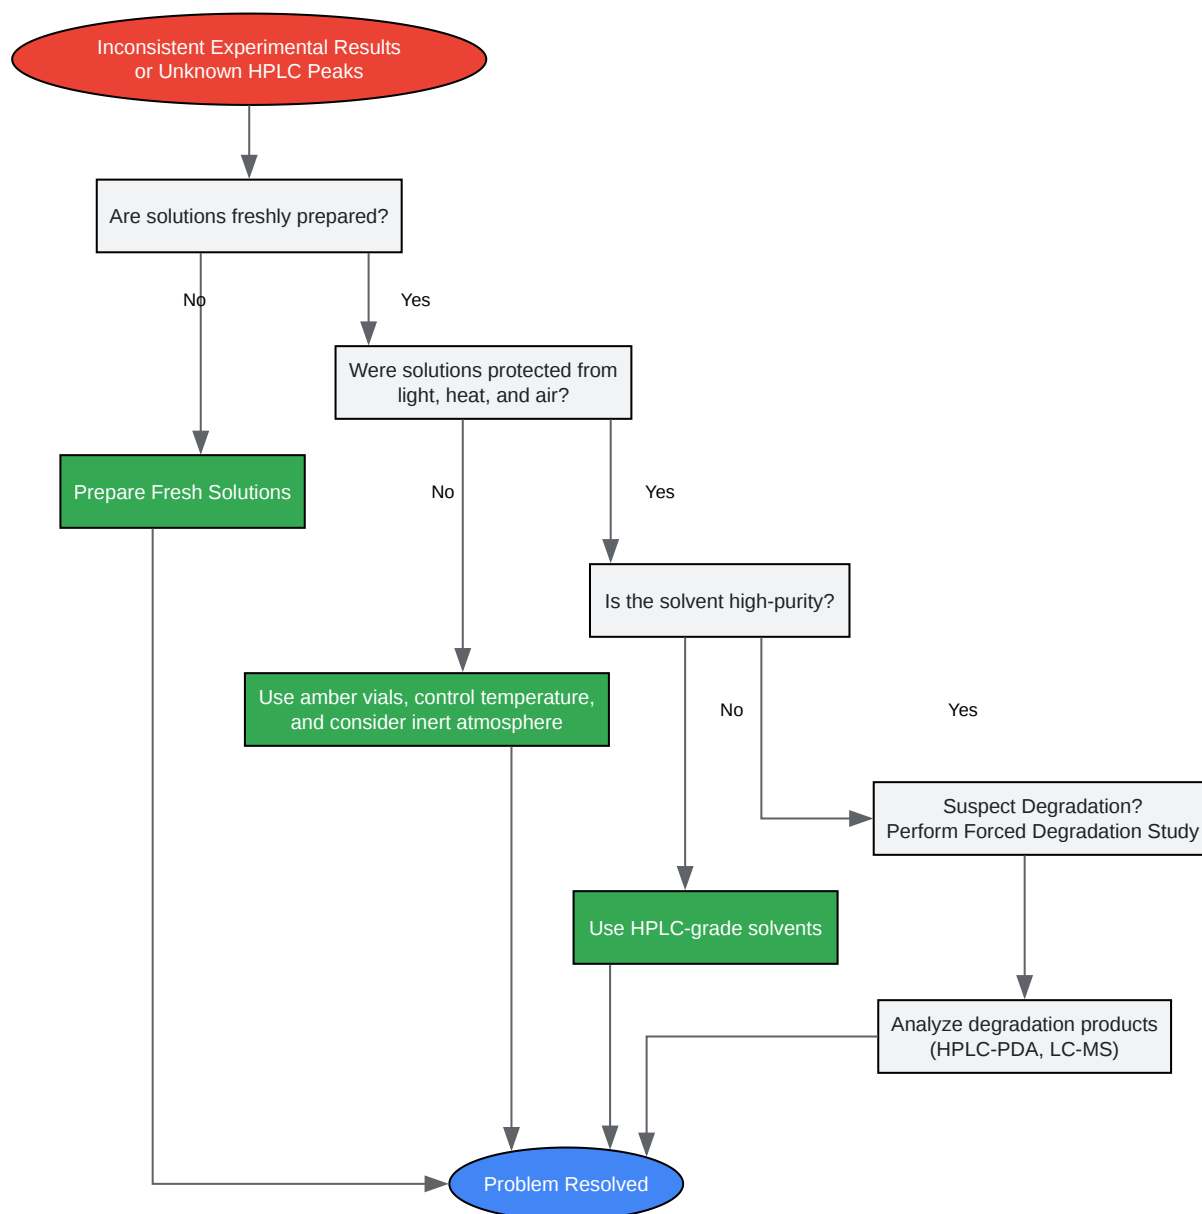 Inconsistent Experimental Results
or Unknown HPLC Peaks
Are solutions freshly prepared?
No
Yes
Were solutions protected from
light, heat, and air?
Prepare Fresh Solutions
No
Yes
Is the solvent high-purity?
Use amber vials, control temperature,
and consider inert atmosphere
No
Yes
Suspect Degradation?
Perform Forced Degradation Study
Use HPLC-grade solvents
Analyze degradation products
(HPLC-PDA, LC-MS)
Problem Resolved